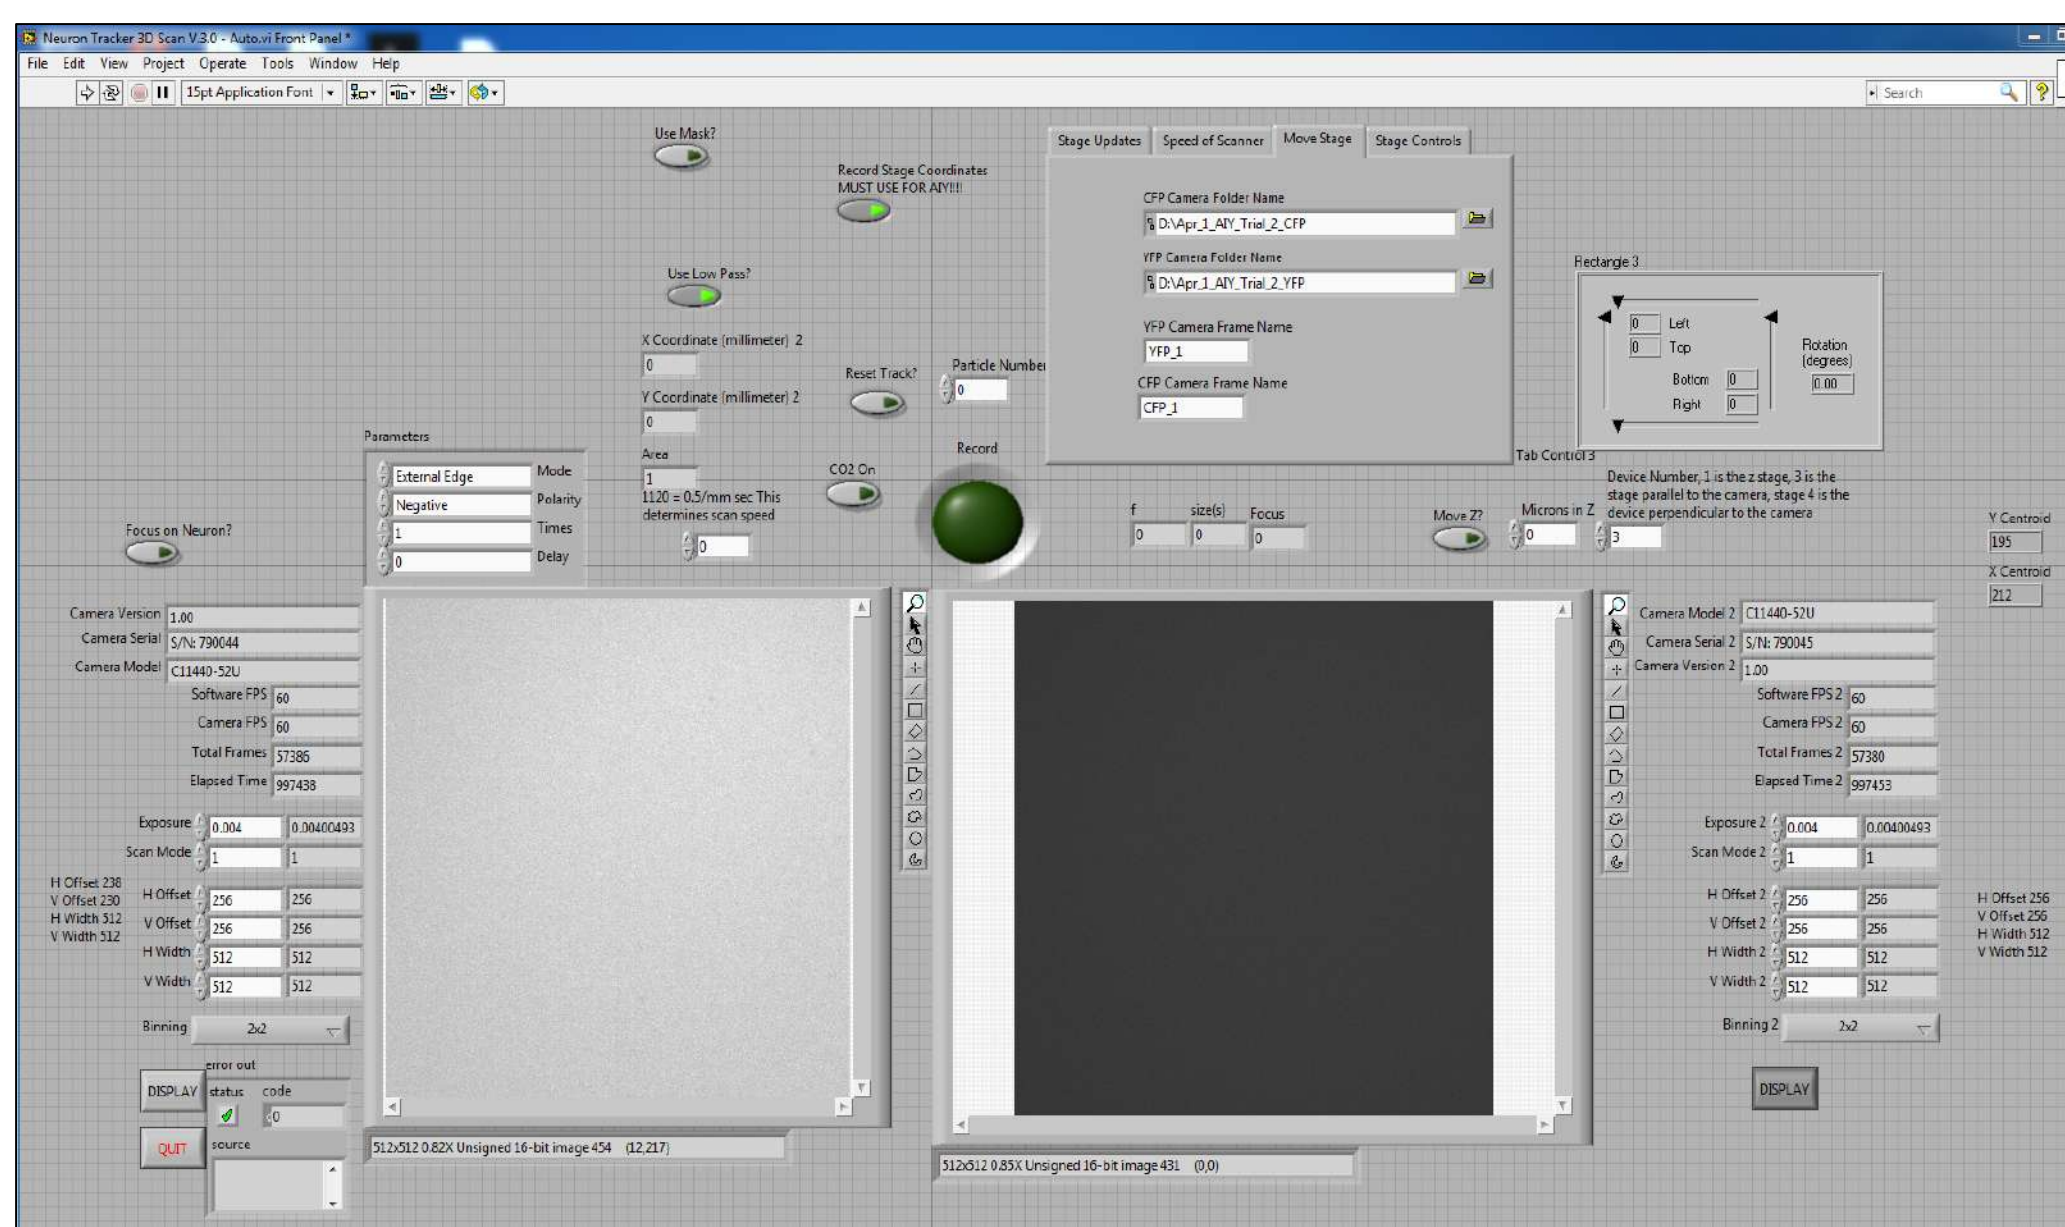 Neuron Tracker 3D Scan V.3.0 - Auto.vi Front Panel *
File Edit View Project Operate Tools Window Help
15pt Application Font
Search
Use Mask?
Record Stage Coordinates
MUST USE FOR AIY!!!!
Use Low Pass?
X Coordinate (millimeter) 2
0
Y Coordinate (millimeter) 2
0
Area
1
1120 = 0.5/mm sec This
determines scan speed
0
Reset Track?
Particle Number
0
CO2 On
Record
Stage Updates Speed of Scanner Move Stage Stage Controls
CFP Camera Folder Name
D:\Apr_1_AIY_Trial_2_CFP
YFP Camera Folder Name
D:\Apr_1_AIY_Trial_2_YFP
YFP Camera Frame Name
YFP_1
CFP Camera Frame Name
CFP_1
Tab Control 3
Rectangle 3
0 Left
0 Top
Bottom 0
Right 0
Rotation
(degrees)
0.00
Parameters
External Edge Mode
Negative Polarity
1 Times
0 Delay
Focus on Neuron?
f
0
size(s)
0
Focus
0
Move Z?
Microns in Z
0
Device Number, 1 is the z stage, 3 is the
stage parallel to the camera, stage 4 is the
device perpendicular to the camera
3
Y Centroid
195
X Centroid
212
Camera Version 1.00
Camera Serial S/N: 790044
Camera Model C11440-52U
Software FPS 60
Camera FPS 60
Total Frames 57386
Elapsed Time 997438
Exposure 0.004 0.00400493
Scan Mode 1 1
H Offset 238
V Offset 230
H Width 512
V Width 512
H Offset 256 256
V Offset 256 256
H Width 512 512
V Width 512 512
Binning 2x2
error out
DISPLAY
status code
0
QUIT
source
512x512 0.82X Unsigned 16-bit image 454 (12,217)
512x512 0.85X Unsigned 16-bit image 431 (0,0)
Camera Model 2 C11440-52U
Camera Serial 2 S/N: 790045
Camera Version 2 1.00
Software FPS 2 60
Camera FPS 2 60
Total Frames 2 57380
Elapsed Time 2 997453
Exposure 2 0.004 0.00400493
Scan Mode 2 1 1
H Offset 2 256 256
V Offset 2 256 256
H Width 2 512 512
V Width 2 512 512
H Offset 256
V Offset 256
H Width 512
V Width 512
Binning 2 2x2
DISPLAY